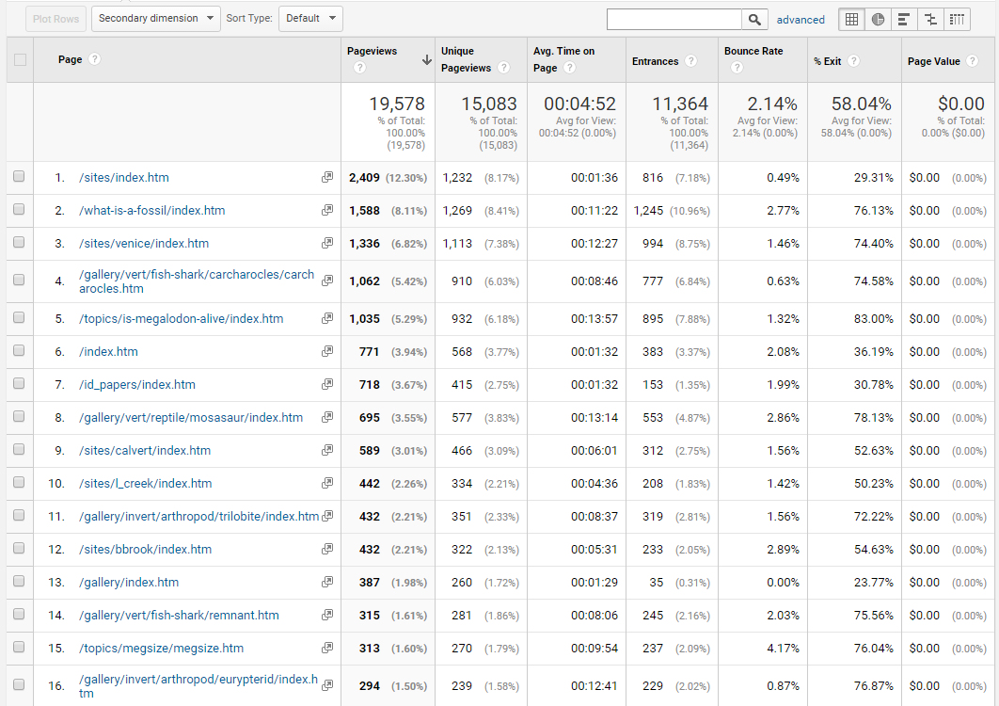 Plot Rows Secondary dimension Sort Type: Default advanced
Page ? Pageviews ? Unique Pageviews ? Avg. Time on Page ? Entrances ? Bounce Rate ? % Exit ? Page Value ?
19,578 15,083 00:04:52 11,364 2.14% 58.04% $0.00
% of Total: % of Total: Avg for View: % of Total: Avg for View: Avg for View: % of Total:
100.00% 100.00% 00:04:52 (0.00%) 100.00% 2.14% (0.00%) 58.04% (0.00%) 0.00% ($0.00)
(19,578) (15,083) (11,364)
1. /sites/index.htm 2,409 (12.30%) 1,232 (8.17%) 00:01:36 816 (7.18%) 0.49% 29.31% $0.00 (0.00%)
2. /what-is-a-fossil/index.htm 1,588 (8.11%) 1,269 (8.41%) 00:11:22 1,245 (10.96%) 2.77% 76.13% $0.00 (0.00%)
3. /sites/venice/index.htm 1,336 (6.82%) 1,113 (7.38%) 00:12:27 994 (8.75%) 1.46% 74.40% $0.00 (0.00%)
4. /gallery/vert/fish-shark/carcharocles/carch
arocles.htm 1,062 (5.42%) 910 (6.03%) 00:08:46 777 (6.84%) 0.63% 74.58% $0.00 (0.00%)
5. /topics/is-megalodon-alive/index.htm 1,035 (5.29%) 932 (6.18%) 00:13:57 895 (7.88%) 1.32% 83.00% $0.00 (0.00%)
6. /index.htm 771 (3.94%) 568 (3.77%) 00:01:32 383 (3.37%) 2.08% 36.19% $0.00 (0.00%)
7. /id_papers/index.htm 718 (3.67%) 415 (2.75%) 00:01:32 153 (1.35%) 1.99% 30.78% $0.00 (0.00%)
8. /gallery/vert/reptile/mosasaur/index.htm 695 (3.55%) 577 (3.83%) 00:13:14 553 (4.87%) 2.86% 78.13% $0.00 (0.00%)
9. /sites/calvert/index.htm 589 (3.01%) 466 (3.09%) 00:06:01 312 (2.75%) 1.56% 52.63% $0.00 (0.00%)
10. /sites/l_creek/index.htm 442 (2.26%) 334 (2.21%) 00:04:36 208 (1.83%) 1.42% 50.23% $0.00 (0.00%)
11. /gallery/invert/arthropod/trilobite/index.htm 432 (2.21%) 351 (2.33%) 00:08:37 319 (2.81%) 1.56% 72.22% $0.00 (0.00%)
12. /sites/bbrook/index.htm 432 (2.21%) 322 (2.13%) 00:05:31 233 (2.05%) 2.89% 54.63% $0.00 (0.00%)
13. /gallery/index.htm 387 (1.98%) 260 (1.72%) 00:01:29 35 (0.31%) 0.00% 23.77% $0.00 (0.00%)
14. /gallery/vert/fish-shark/remnant.htm 315 (1.61%) 281 (1.86%) 00:08:06 245 (2.16%) 2.03% 75.56% $0.00 (0.00%)
15. /topics/megsize/megsize.htm 313 (1.60%) 270 (1.79%) 00:09:54 237 (2.09%) 4.17% 76.04% $0.00 (0.00%)
16. /gallery/invert/arthropod/eurypterid/index.h
tm 294 (1.50%) 239 (1.58%) 00:12:41 229 (2.02%) 0.87% 76.87% $0.00 (0.00%)